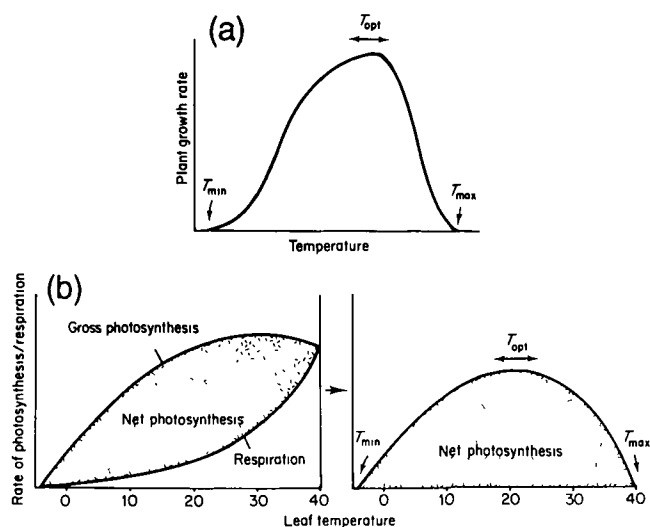 (a)
Topt
Plant growth rate
Tmin
Tmax
Temperature
(b)
Rate of photosynthesis/respiration
Gross photosynthesis
Net photosynthesis
Respiration
0 10 20 30 40
Topt
Tmin
Tmax
Net photosynthesis
0 10 20 30 40
Leaf temperature